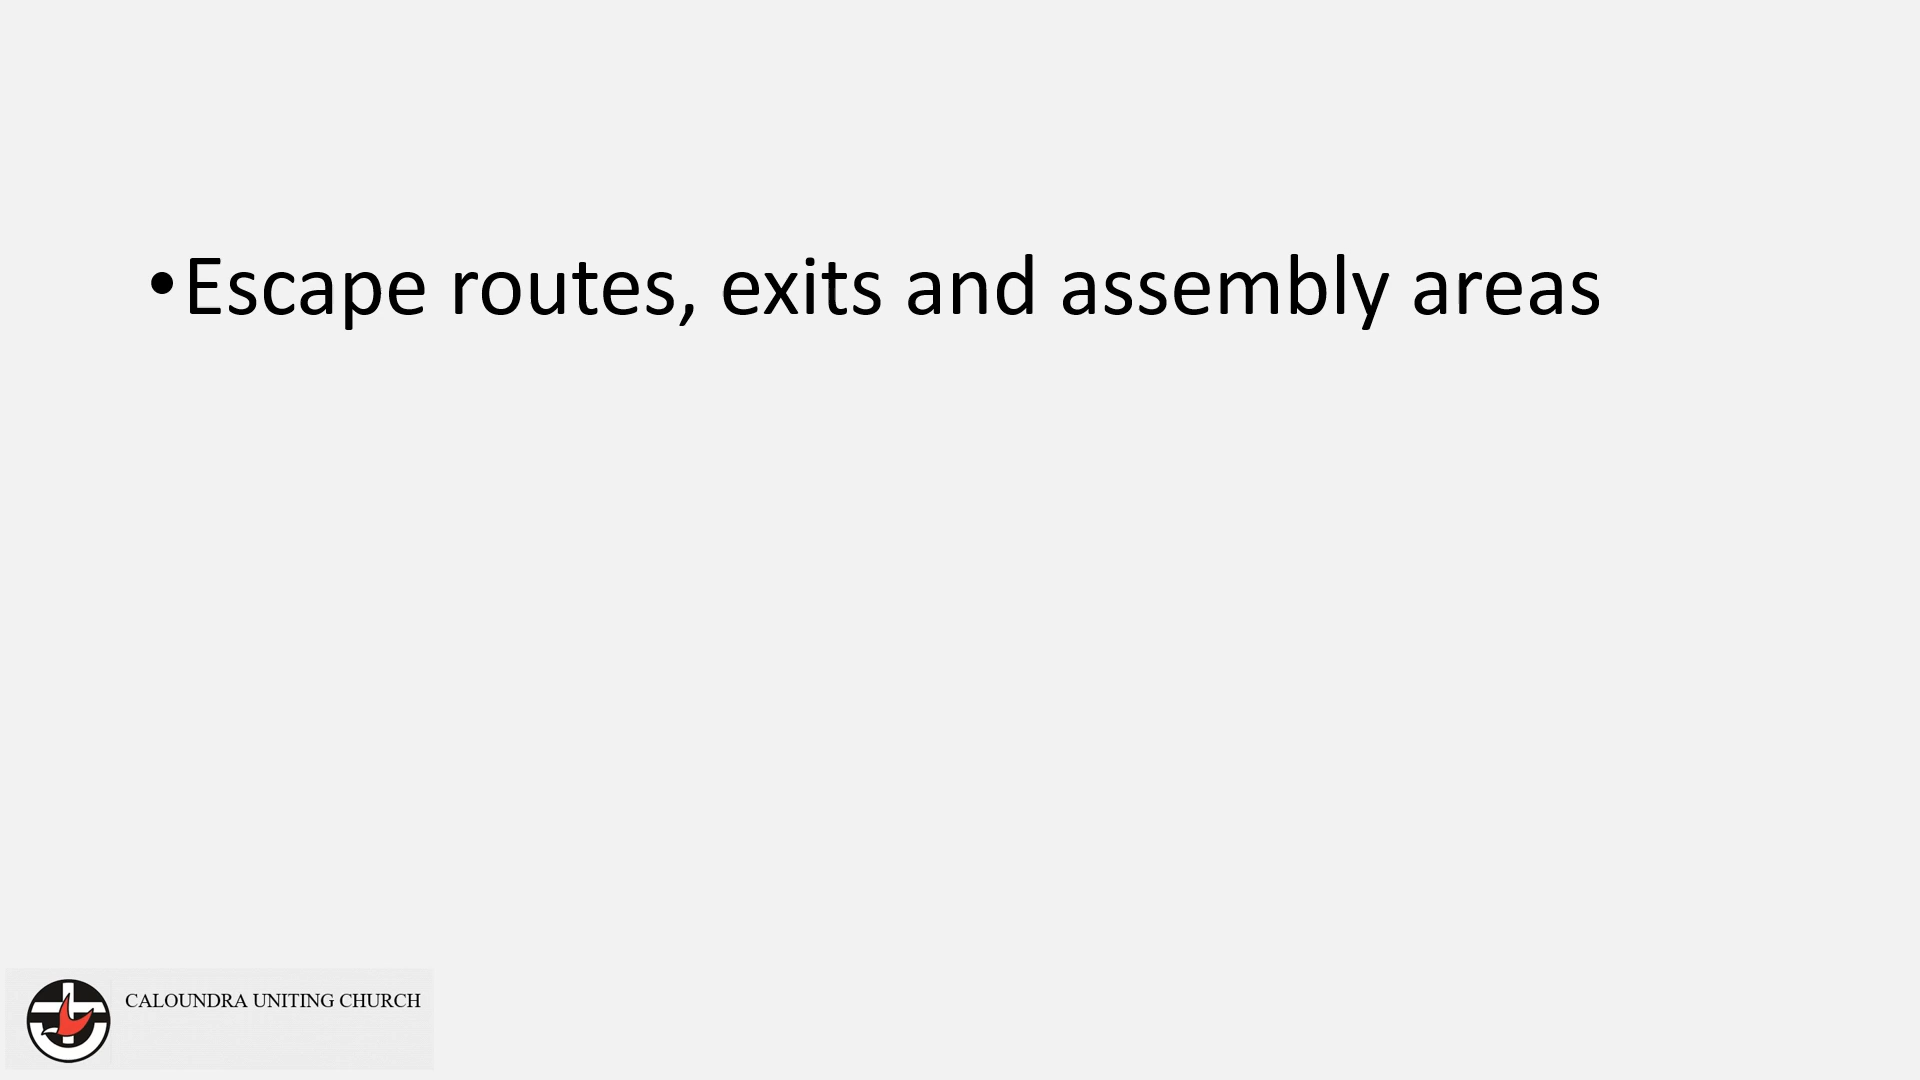 •Escape routes, exits and assembly areas
CALOUNDRA UNITING CHURCH